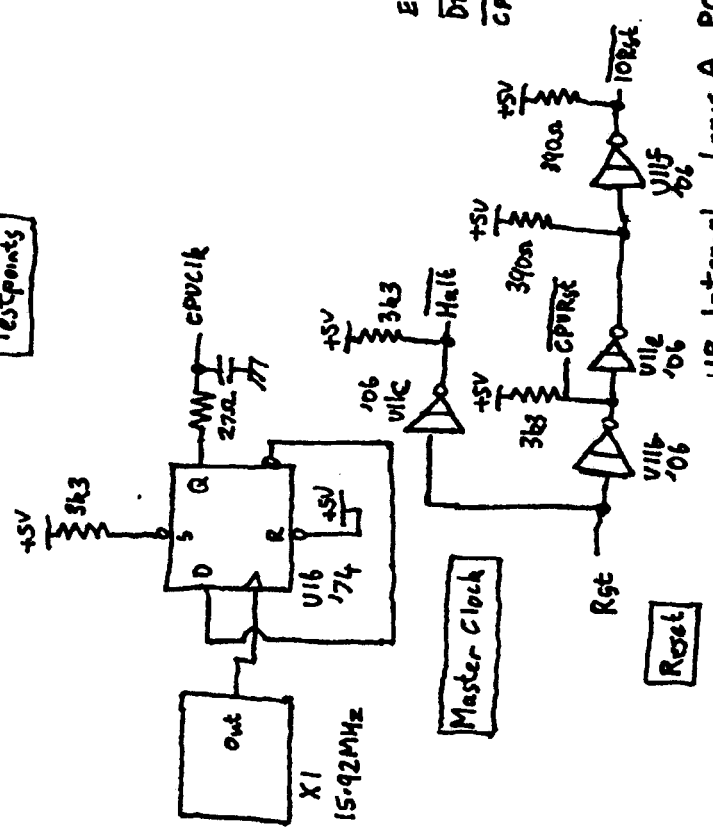 Testpoints
+5V
3k3
CPUClk
27Ω
S
D
Q
R
+5V
U16
'74
Out
X1
15.92MHz
Master Clock
+5V
3k3
Halt
'06
U11c
+5V
3k3
CPURst
+5V
390Ω
+5V
390Ω
IORst
Rst
U11b
'06
U11e
'06
U11f
'06
Reset
E